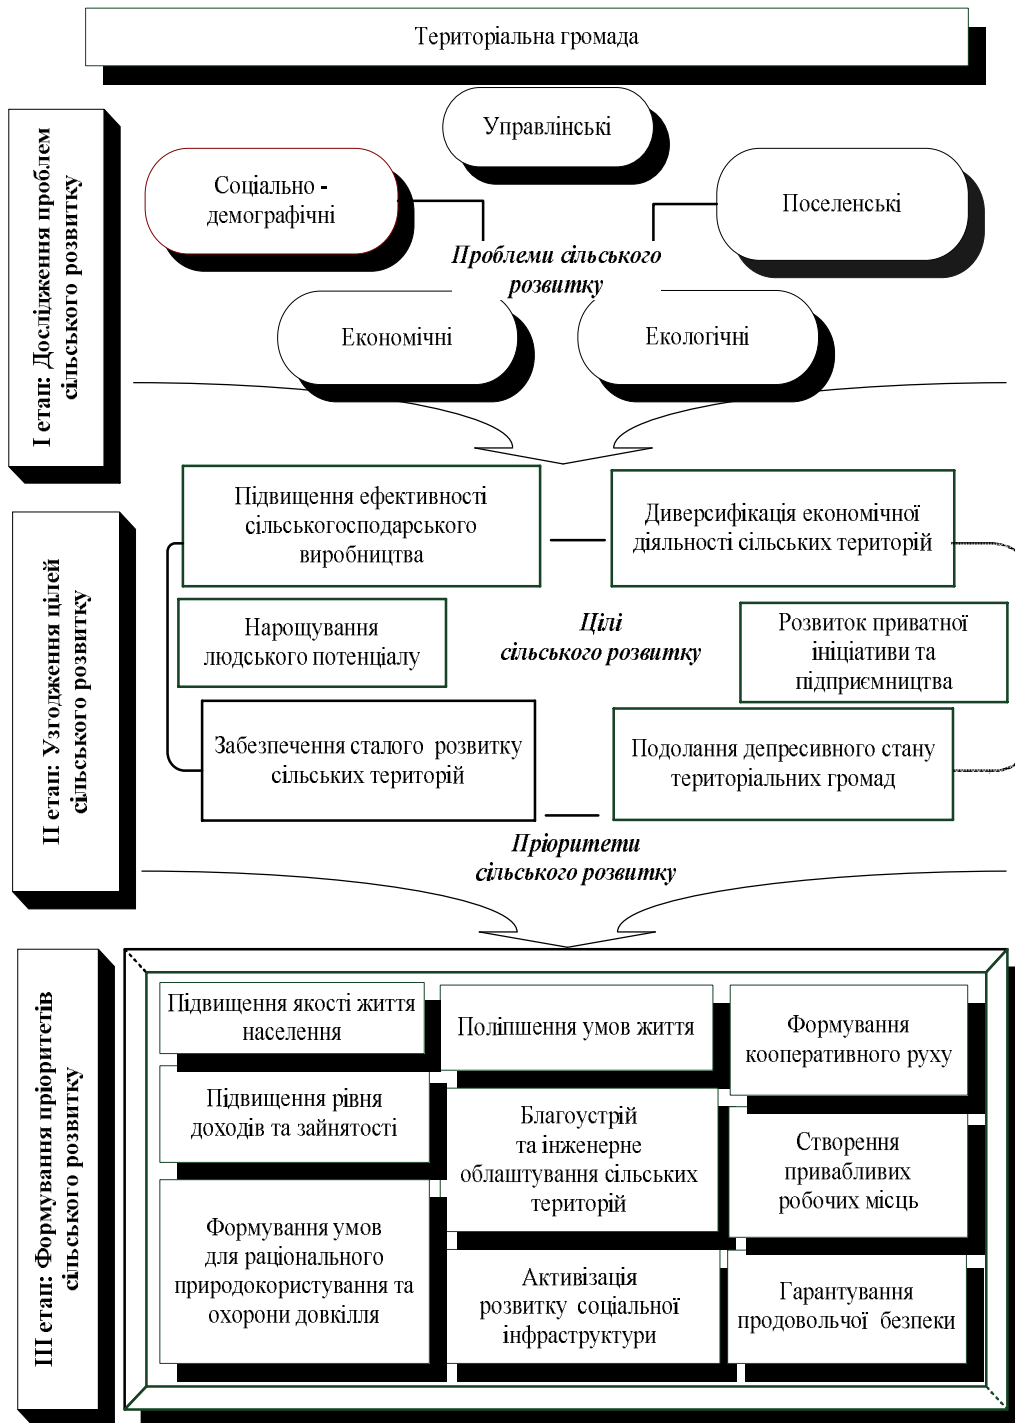 Територіальна громада
І етап: Дослідження проблем
сільського розвитку
Управлінські
Соціально -
демографічні
Поселенські
Проблеми сільського
розвитку
Економічні
Екологічні
ІІ етап: Узгодження цілей
сільського розвитку
Підвищення ефективності
сільськогосподарського
виробництва
Диверсифікація економічної
діяльності сільських територій
Нарощування
людського потенціалу
Цілі
сільського розвитку
Розвиток приватної
ініціативи та
підприємництва
Забезпечення сталого розвитку
сільських територій
Подолання депресивного стану
територіальних громад
Пріоритети
сільського розвитку
ІІІ етап: Формування пріоритетів
сільського розвитку
Підвищення якості життя
населення
Поліпшення умов життя
Формування
кооперативного руху
Підвищення рівня
доходів та зайнятості
Благоустрій
та інженерне
облаштування сільських
територій
Створення
привабливих
робочих місць
Формування умов
для раціонального
природокористування та
охорони довкілля
Активізація
розвитку соціальної
інфраструктури
Гарантування
продовольчої безпеки